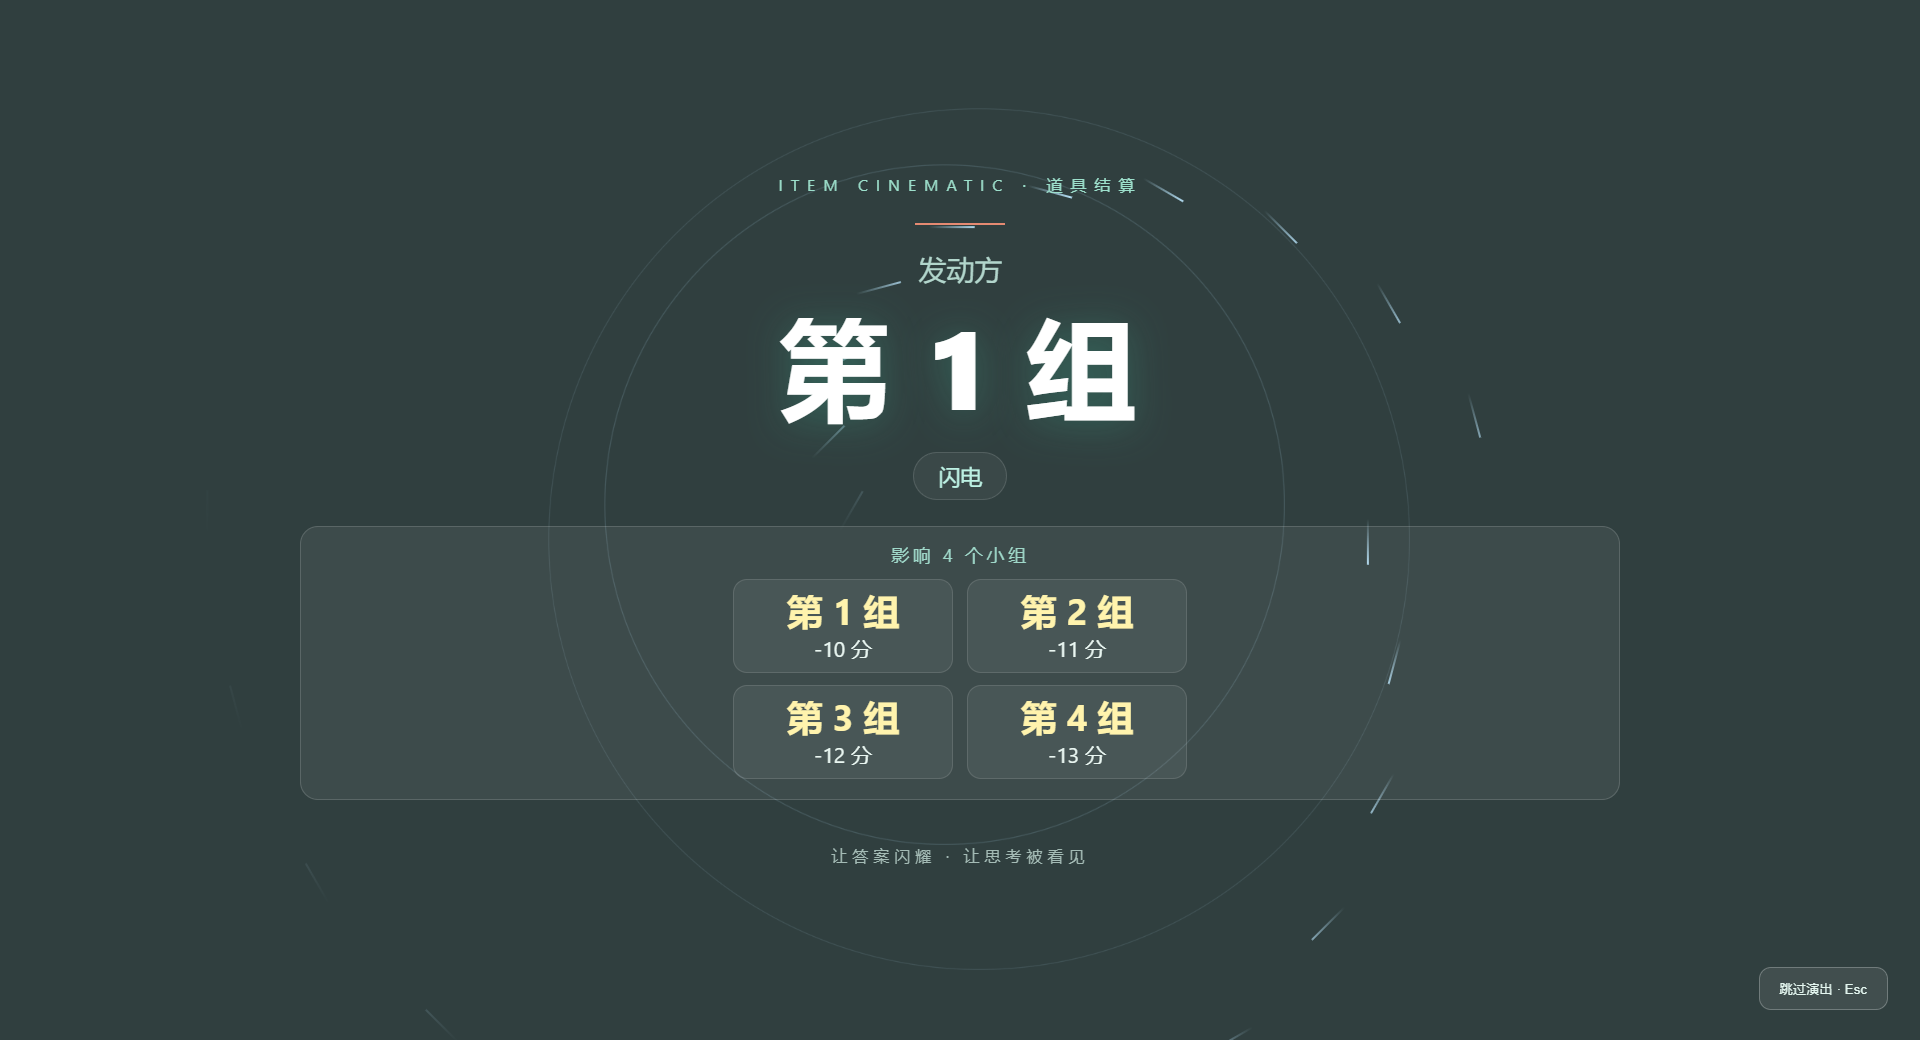 ITEM CINEMATIC · 道具结算
发动方
第 1 组
闪电
影响 4 个小组
第 1 组
-10 分
第 2 组
-11 分
第 3 组
-12 分
第 4 组
-13 分
让答案闪耀 · 让思考被看见
跳过演出 · Esc